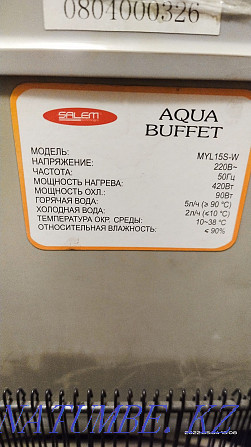 0804000326
SALEM
AQUA
BUFFET
МОДЕЛЬ: MYL15S-W
НАПРЯЖЕНИЕ: 220В~
ЧАСТОТА: 50Гц
МОЩНОСТЬ НАГРЕВА: 420Вт
МОЩНОСТЬ ОХЛ.: 90Вт
ГОРЯЧАЯ ВОДА: 5л/ч (≥ 90 °C)
ХОЛОДНАЯ ВОДА: 2л/ч (≤10 °C)
ТЕМПЕРАТУРА ОКР. СРЕДЫ: 10~38 °C
ОТНОСИТЕЛЬНАЯ ВЛАЖНОСТЬ: ≤ 90%
NATUMBE.KZ